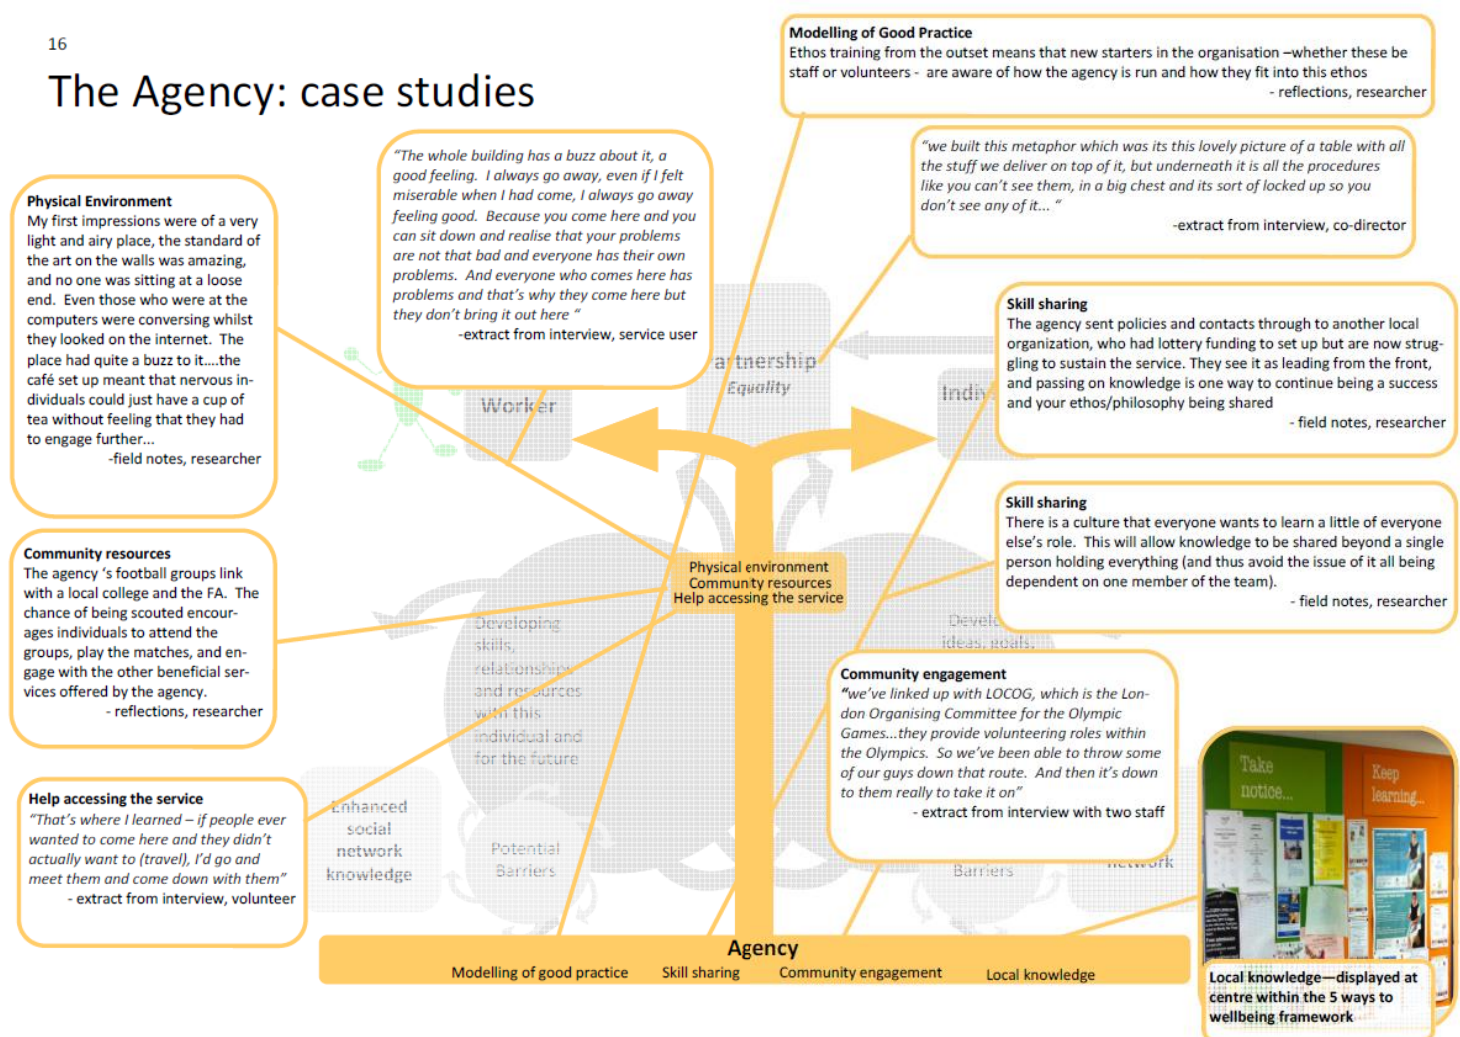 16
The Agency: case studies
Modelling of Good Practice
Ethos training from the outset means that new starters in the organisation –whether these be
staff or volunteers - are aware of how the agency is run and how they fit into this ethos
- reflections, researcher
"we built this metaphor which was its this lovely picture of a table with all
the stuff we deliver on top of it, but underneath it is all the procedures
like you can't see them, in a big chest and its sort of locked up so you
don't see any of it... "
-extract from interview, co-director
"The whole building has a buzz about it, a
good feeling. I always go away, even if I felt
miserable when I had come, I always go away
feeling good. Because you come here and you
can sit down and realise that your problems
are not that bad and everyone has their own
problems. And everyone who comes here has
problems and that's why they come here but
they don't bring it out here "
-extract from interview, service user
Physical Environment
My first impressions were of a very
light and airy place, the standard of
the art on the walls was amazing,
and no one was sitting at a loose
end. Even those who were at the
computers were conversing whilst
they looked on the internet. The
place had quite a buzz to it....the
café set up meant that nervous in-
dividuals could just have a cup of
tea without feeling that they had
to engage further...
-field notes, researcher
Skill sharing
The agency sent policies and contacts through to another local
organization, who had lottery funding to set up but are now strug-
gling to sustain the service. They see it as leading from the front,
and passing on knowledge is one way to continue being a success
and your ethos/philosophy being shared
- field notes, researcher
artnership
Equality
Worker
Indiv
Skill sharing
There is a culture that everyone wants to learn a little of everyone
else's role. This will allow knowledge to be shared beyond a single
person holding everything (and thus avoid the issue of it all being
dependent on one member of the team).
- field notes, researcher
Community resources
The agency 's football groups link
with a local college and the FA. The
chance of being scouted encour-
ages individuals to attend the
groups, play the matches, and en-
gage with the other beneficial ser-
vices offered by the agency.
- reflections, researcher
Physical environment
Community resources
Help accessing the service
Developing
skills,
relationships
and resources
with this
individual and
for the future
Develo
ideas, goals,
Community engagement
"we've linked up with LOCOG, which is the Lon-
don Organising Committee for the Olympic
Games...they provide volunteering roles within
the Olympics. So we've been able to throw some
of our guys down that route. And then it's down
to them really to take it on"
- extract from interview with two staff
Help accessing the service
"That's where I learned – if people ever
wanted to come here and they didn't
actually want to (travel), I'd go and
meet them and come down with them"
- extract from interview, volunteer
Enhanced
social
network
knowledge
Potential
Barriers
Barriers
network
Take
notice...
Keep
learning...
Agency
Modelling of good practice Skill sharing Community engagement Local knowledge
Local knowledge—displayed at
centre within the 5 ways to
wellbeing framework